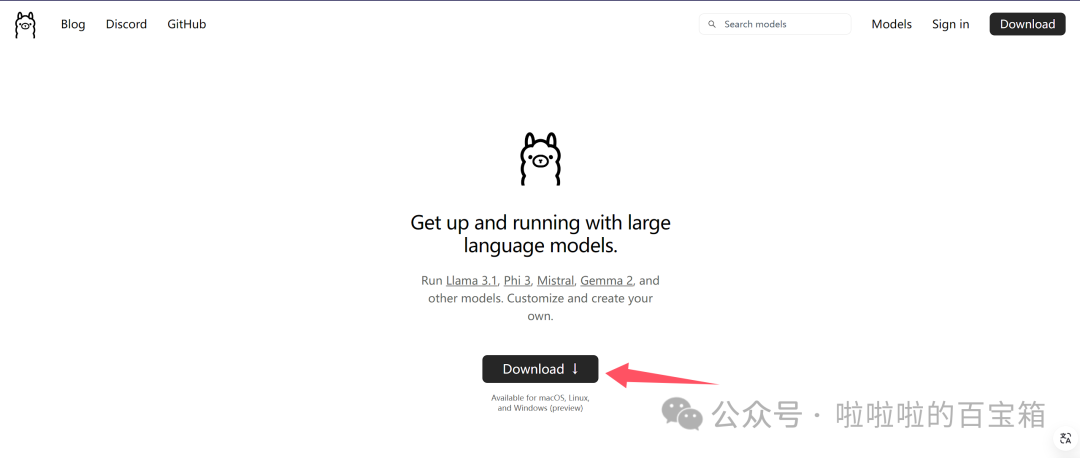 Blog Discord GitHub Search models Models Sign in Download
Get up and running with large
language models.
Run Llama 3.1, Phi 3, Mistral, Gemma 2, and
other models. Customize and create your
own.
Download ↓
Available for macOS, Linux,
and Windows (preview)
公众号 · 啦啦啦的百宝箱